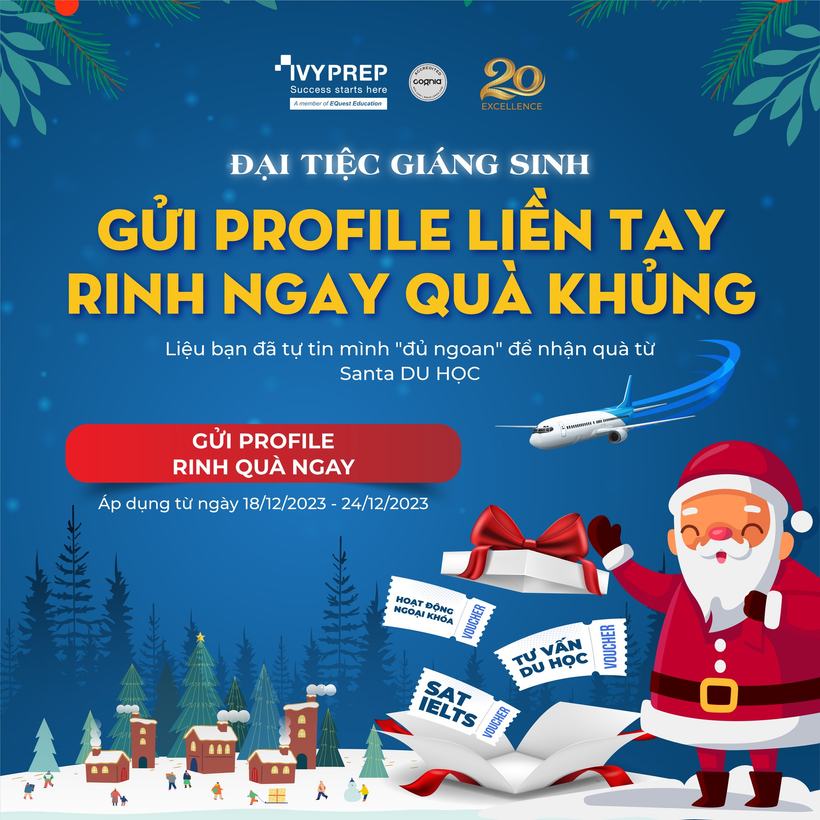 IVYPREP
Success starts here
A member of EQuest Education
ACCREDITED
cognia
20
EXCELLENCE
ĐẠI TIỆC GIÁNG SINH
GỬI PROFILE LIỀN TAY
RINH NGAY QUÀ KHỦNG
Liệu bạn đã tự tin mình "đủ ngoan" để nhận quà từ
Santa DU HỌC
GỬI PROFILE
RINH QUÀ NGAY
Áp dụng từ ngày 18/12/2023 - 24/12/2023
HOẠT ĐỘNG
NGOẠI KHÓA
VOUCHER
TƯ VẤN
DU HỌC
VOUCHER
SAT
IELTS
VOUCHER